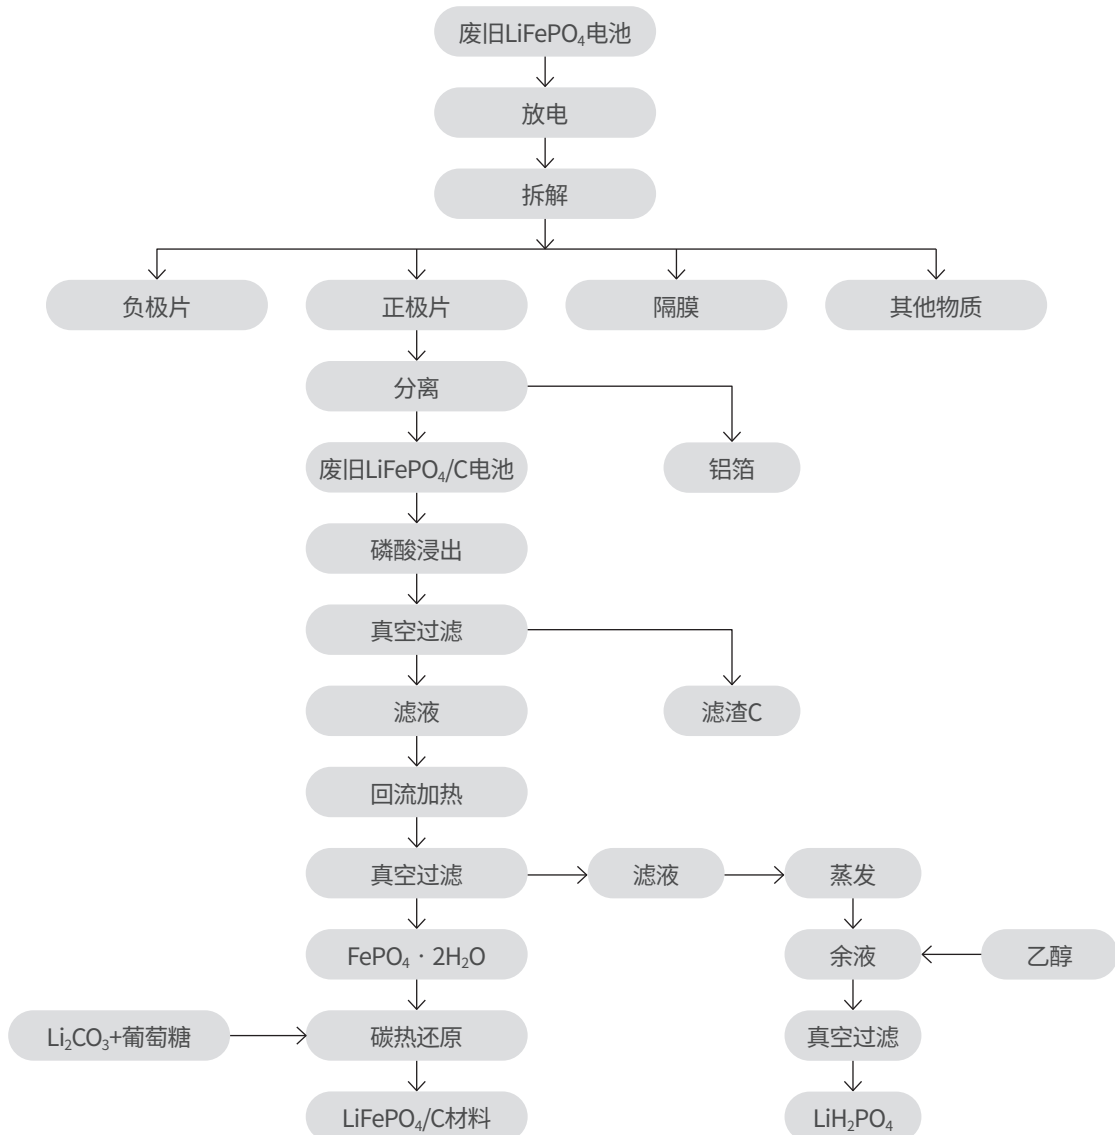 废旧LiFePO₄电池
放电
拆解
负极片
正极片
隔膜
其他物质
分离
废旧LiFePO₄/C电池
铝箔
磷酸浸出
真空过滤
滤液
滤渣C
回流加热
真空过滤
滤液
蒸发
FePO₄·2H₂O
余液
乙醇
Li₂CO₃+葡萄糖
碳热还原
真空过滤
LiFePO₄/C材料
LiH₂PO₄